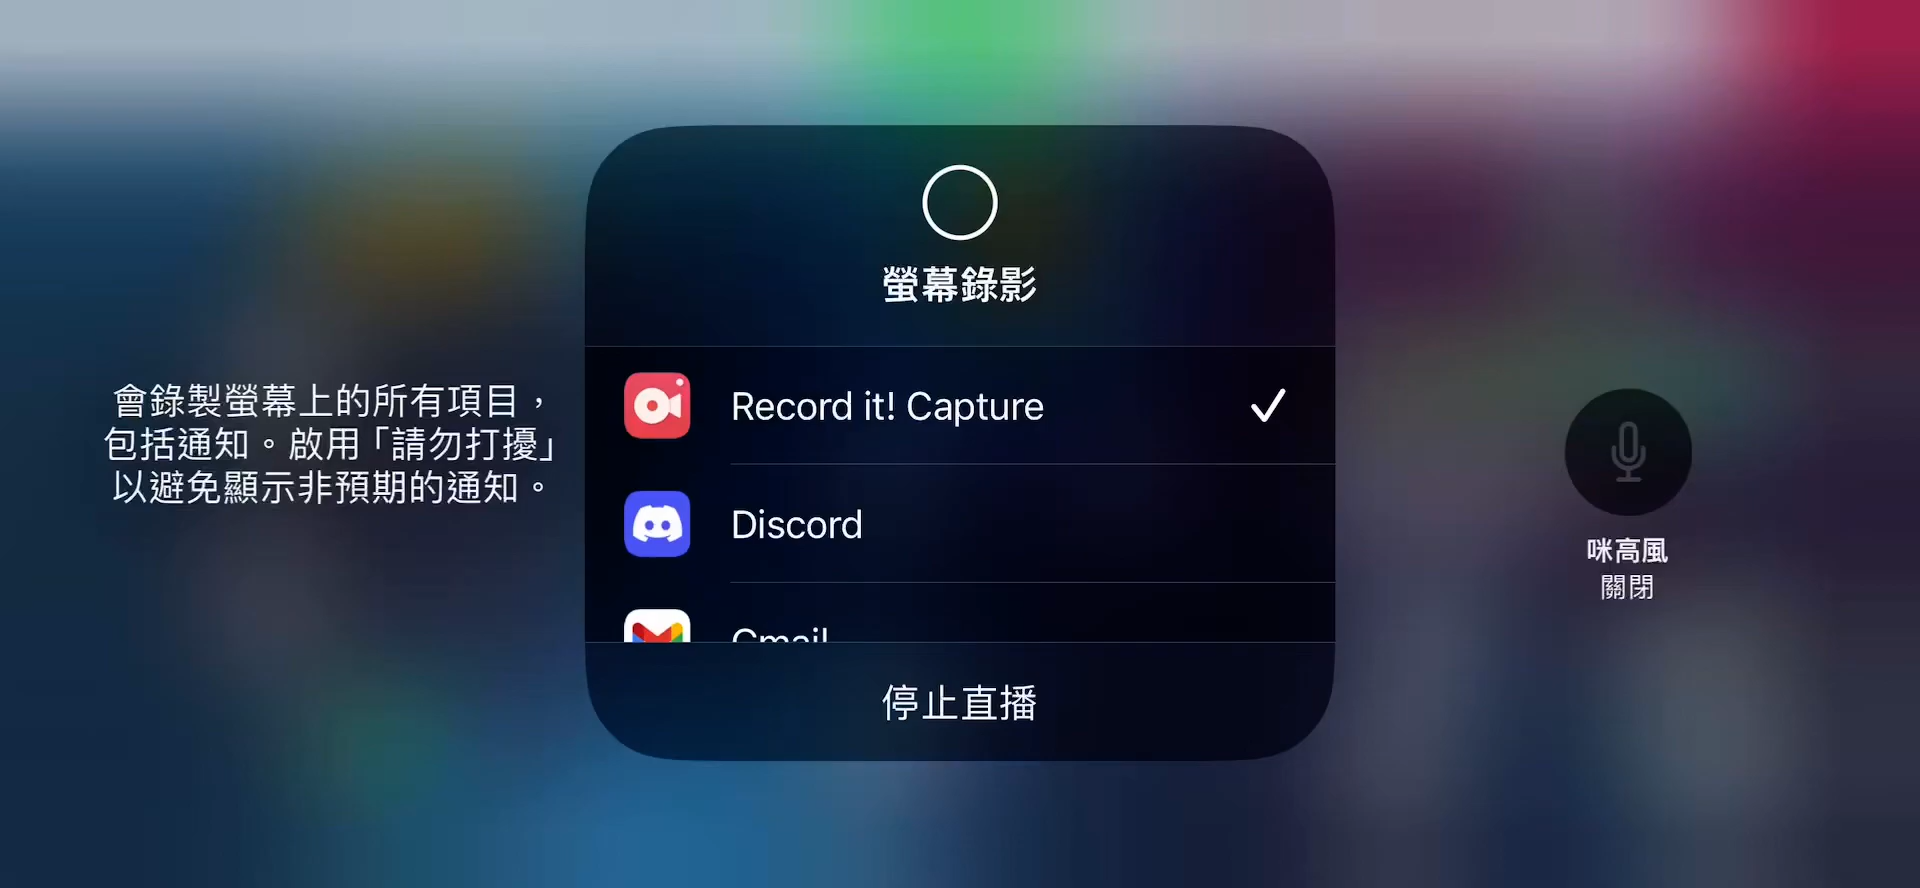 螢幕錄影
會錄製螢幕上的所有項目，
包括通知。啟用「請勿打擾」
以避免顯示非預期的通知。
Record it! Capture
Discord
Gmail
停止直播
咪高風
關閉